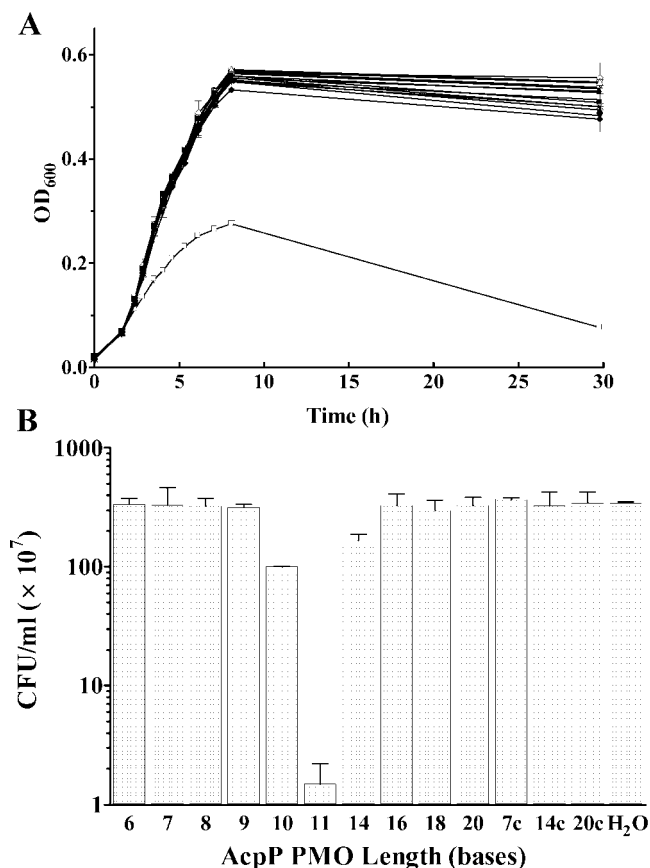 A
0.6
0.4
0.2
0.0
OD600
0 5 10 15 20 25 30
Time (h)
B
1000
100
10
1
CFU/ml (× 10⁷)
6 7 8 9 10 11 14 16 18 20 7c 14c 20c H₂O
AcpP PMO Length (bases)